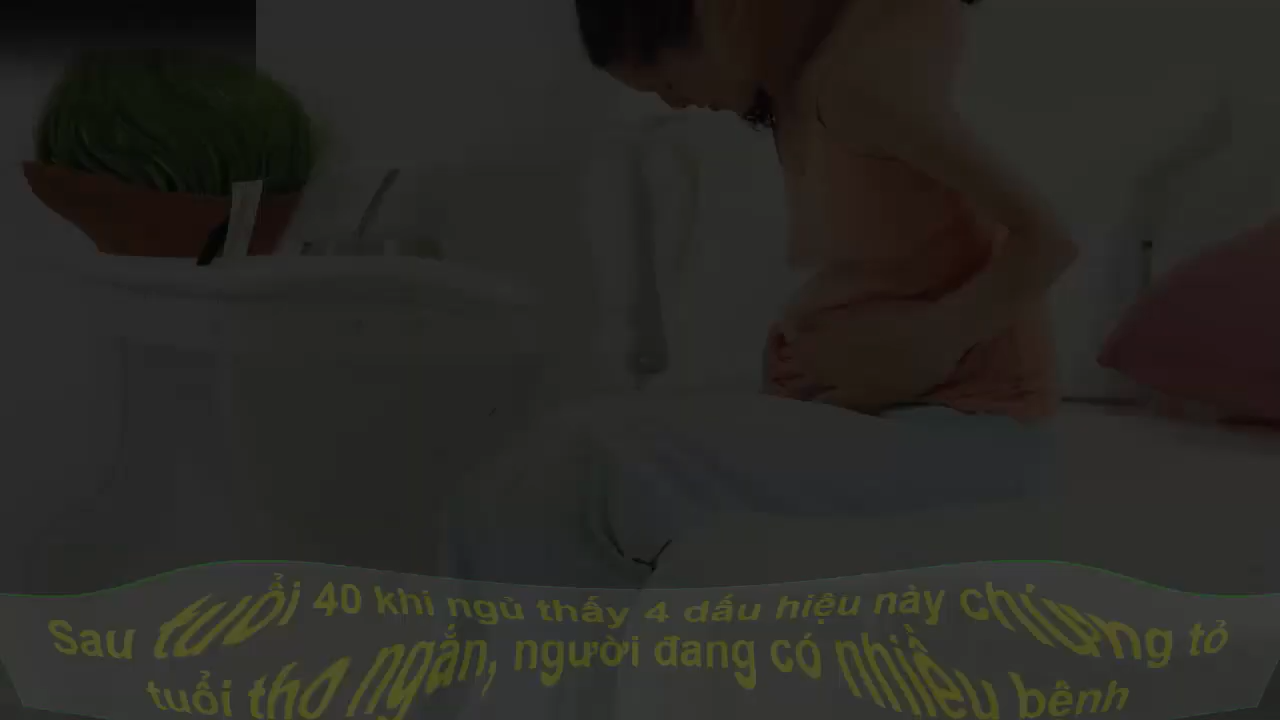 Sau tuổi 40 khi ngủ thấy 4 dấu hiệu này chứng tỏ
tuổi thọ ngắn, người đang có nhiều bệnh